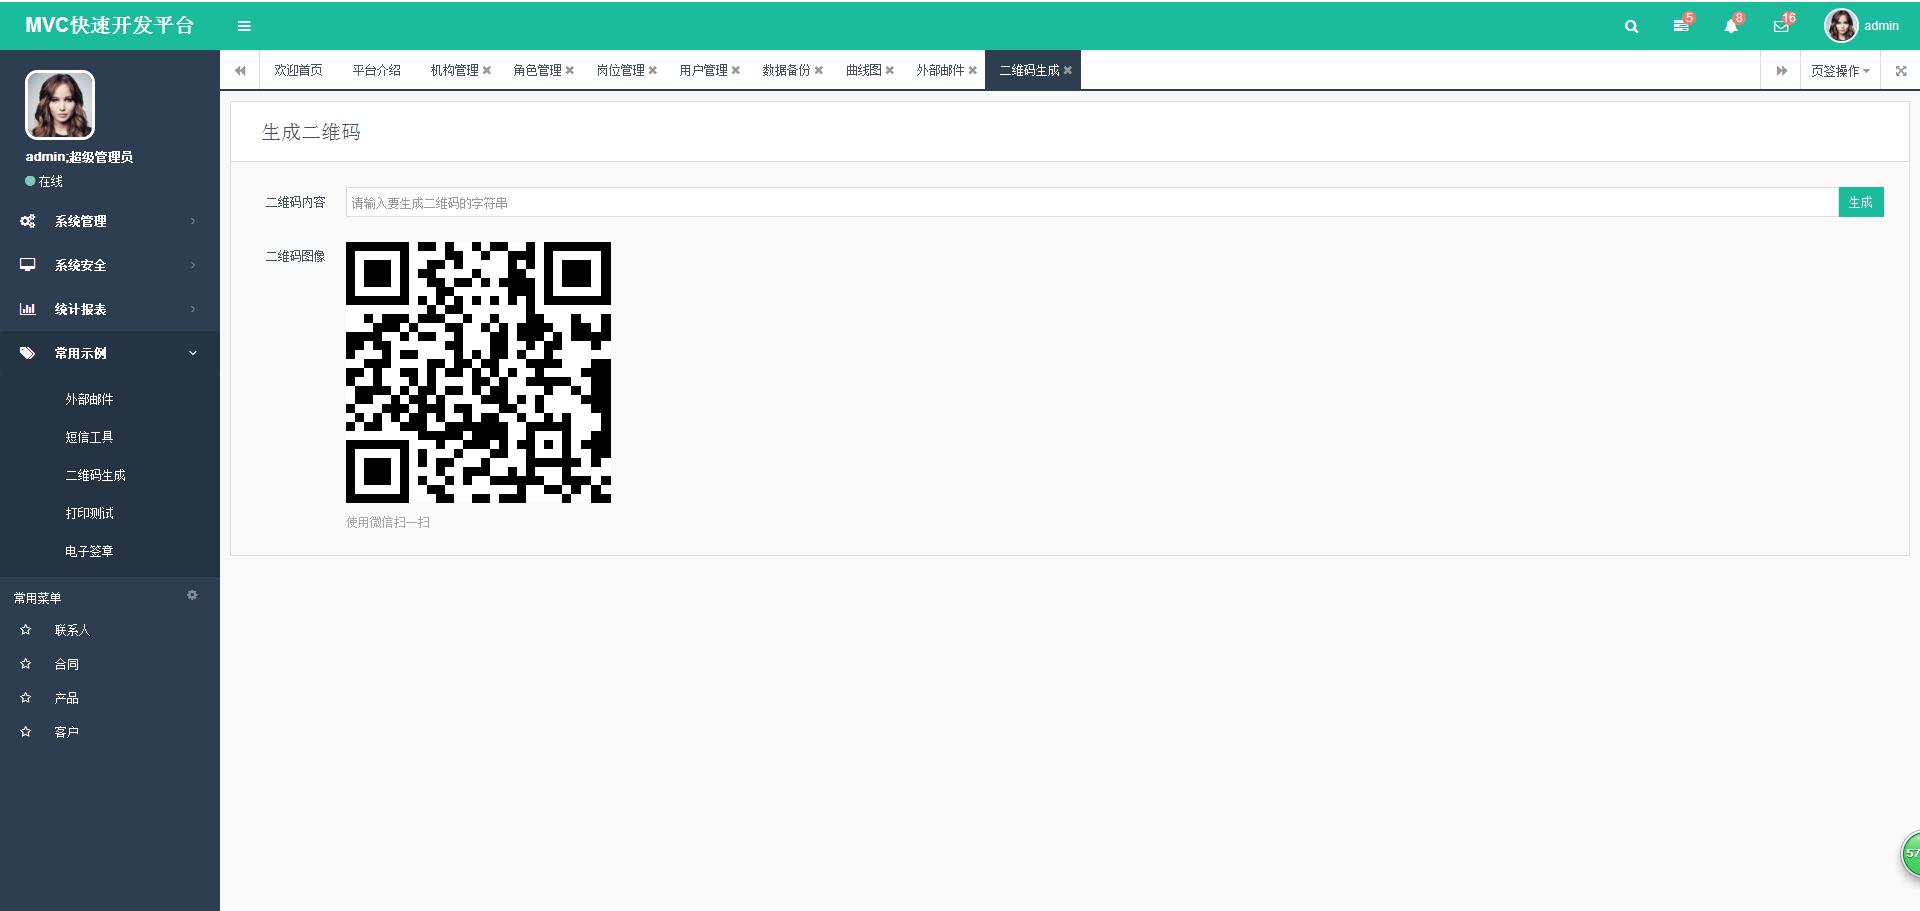 MVC快速开发平台
5
8
16
admin
欢迎首页 平台介绍 机构管理 角色管理 岗位管理 用户管理 数据备份 曲线图 外部邮件 二维码生成 页签操作
admin;超级管理员
在线
系统管理
系统安全
统计报表
常用示例
外部邮件
短信工具
二维码生成
打印测试
电子签章
常用菜单
联系人
合同
产品
客户
生成二维码
二维码内容 请输入要生成二维码的字符串 生成
二维码图像
使用微信扫一扫
57